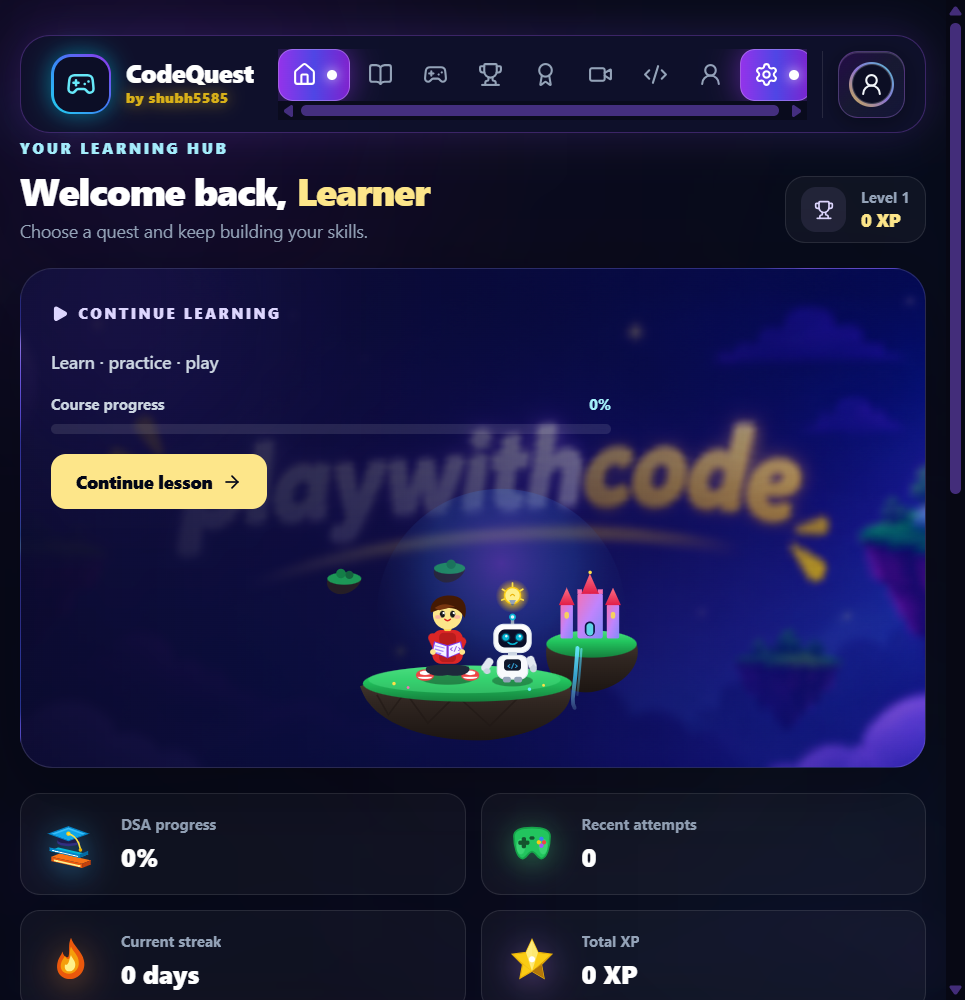 CodeQuest
by shubh5585
YOUR LEARNING HUB
Welcome back, Learner
Choose a quest and keep building your skills.
Level 1
0 XP
CONTINUE LEARNING
Learn · practice · play
Course progress
0%
Continue lesson
playwithcode
DSA progress
0%
Recent attempts
0
Current streak
0 days
Total XP
0 XP